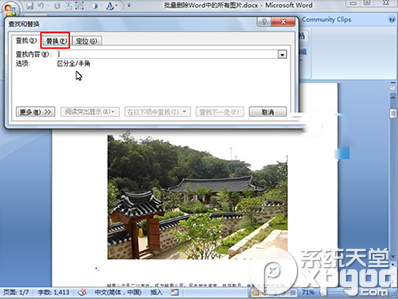 批量删除Word中的所有图片.docx - Microsoft Word
Community Clips
查找和替换
查找(D) 替换(P) 定位(G)
查找内容(N):
选项: 区分全/半角
更多(M) >> 阅读突出显示(R) 在以下项中查找(I) 查找下一处(F) 取消
页面: 1/7 字数: 1,413 中文(简体，中国) 插入 71%
系统天堂